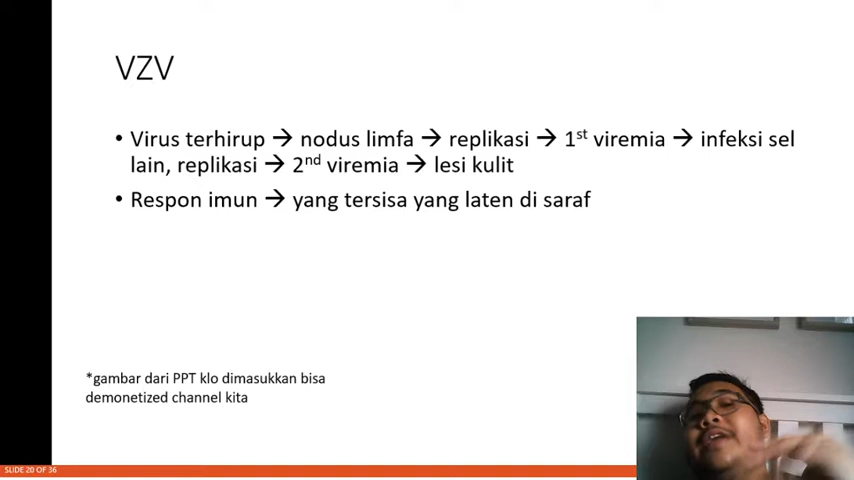 VZV
• Virus terhirup → nodus limfa → replikasi → 1st viremia → infeksi sel
lain, replikasi → 2nd viremia → lesi kulit
• Respon imun → yang tersisa yang laten di saraf
*gambar dari PPT klo dimasukkan bisa
demonetized channel kita
SLIDE 20 OF 36